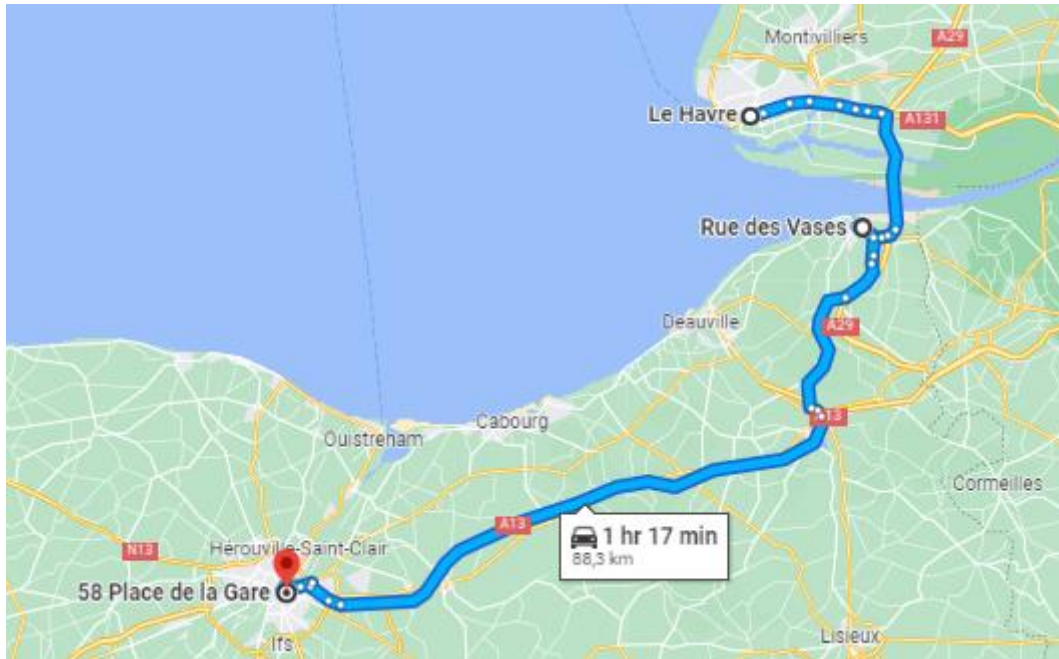 Montivilliers
A29
Le Havre
A131
Rue des Vases
Deauville
A29
Cabourg
A13
Ouistreham
Cormeilles
A13
1 hr 17 min
88,3 km
N13
Hérouville-Saint-Clair
58 Place de la Gare
Ifs
Lisieux